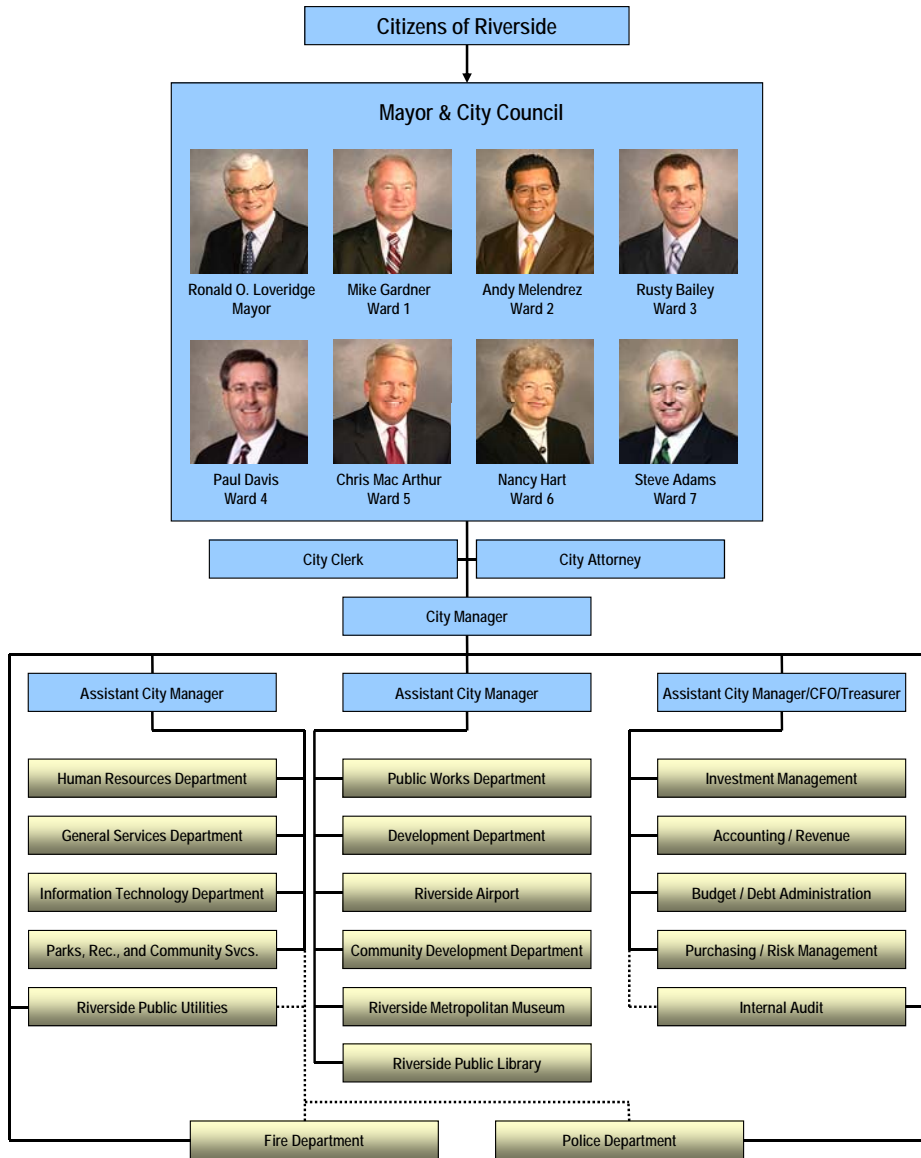 Citizens of Riverside
Mayor & City Council
Ronald O. Loveridge
Mayor
Mike Gardner
Ward 1
Andy Melendrez
Ward 2
Rusty Bailey
Ward 3
Paul Davis
Ward 4
Chris Mac Arthur
Ward 5
Nancy Hart
Ward 6
Steve Adams
Ward 7
City Clerk
City Attorney
City Manager
Assistant City Manager
Assistant City Manager
Assistant City Manager/CFO/Treasurer
Human Resources Department
Public Works Department
Investment Management
General Services Department
Development Department
Accounting / Revenue
Information Technology Department
Riverside Airport
Budget / Debt Administration
Parks, Rec., and Community Svcs.
Community Development Department
Purchasing / Risk Management
Riverside Public Utilities
Riverside Metropolitan Museum
Internal Audit
Riverside Public Library
Fire Department
Police Department